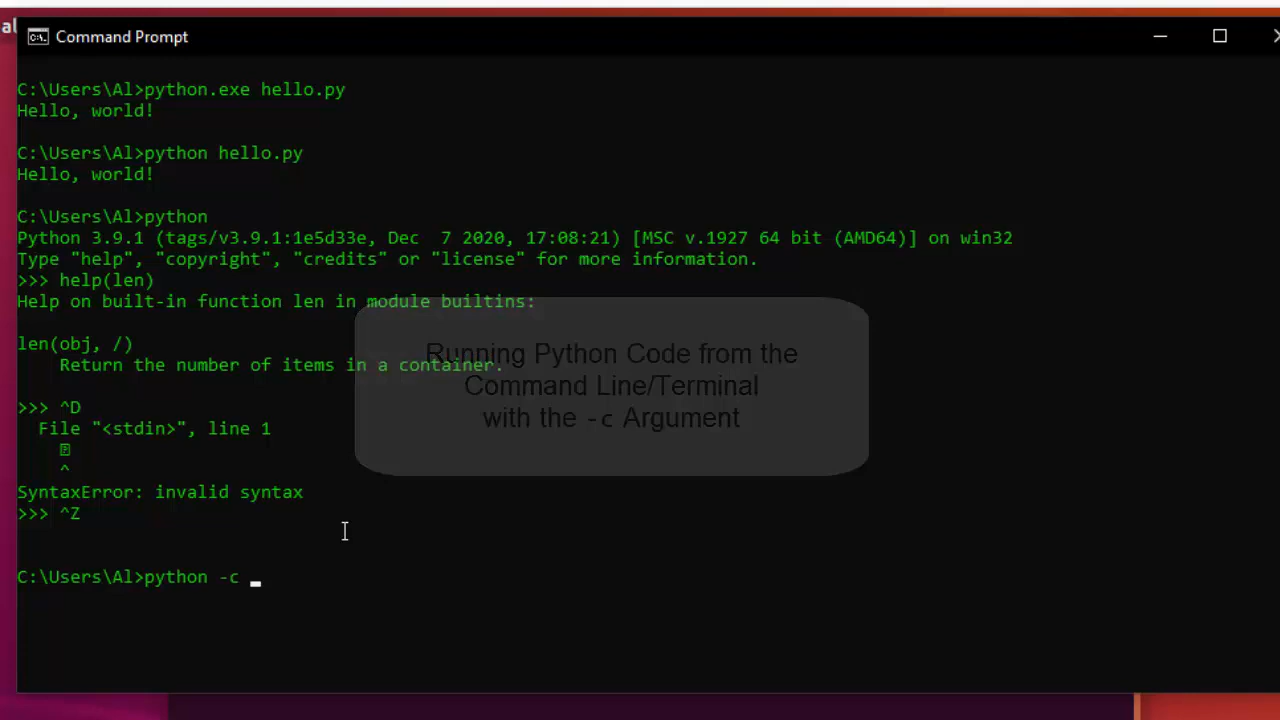 al
Command Prompt
C:\Users\Al>python.exe hello.py
Hello, world!
C:\Users\Al>python hello.py
Hello, world!
C:\Users\Al>python
Python 3.9.1 (tags/v3.9.1:1e5d33e, Dec  7 2020, 17:08:21) [MSC v.1927 64 bit (AMD64)] on win32
Type "help", "copyright", "credits" or "license" for more information.
>>> help(len)
Help on built-in function len in module builtins:
len(obj, /)
    Return the number of items in a container.
>>> ^D
  File "<stdin>", line 1
    ^
SyntaxError: invalid syntax
>>> ^Z
C:\Users\Al>python -c _
Running Python Code from the
Command Line/Terminal
with the -c Argument